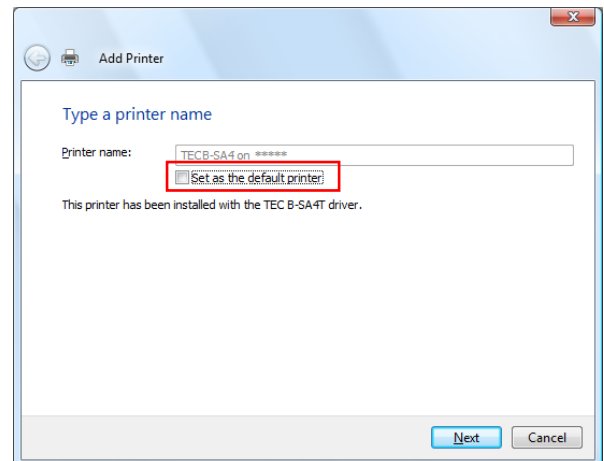 Add Printer
Type a printer name
Printer name:
TECB-SA4 on *****
Set as the default printer
This printer has been installed with the TEC B-SA4T driver.
Next
Cancel